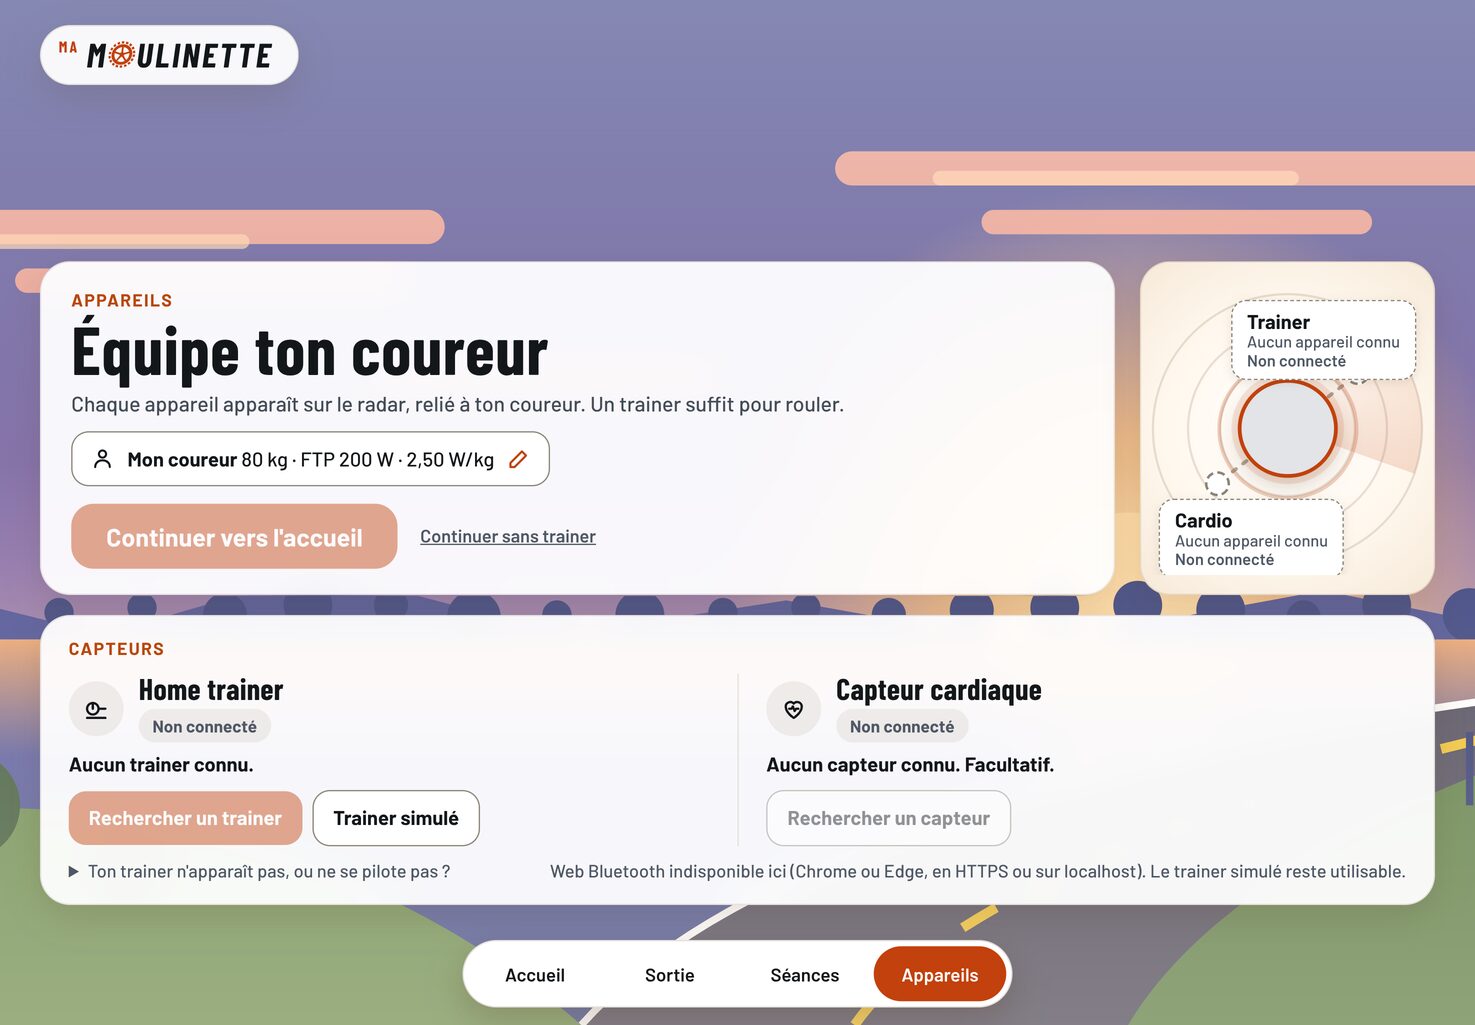 MA MOULINETTE
APPAREILS
Équipe ton coureur
Chaque appareil apparaît sur le radar, relié à ton coureur. Un trainer suffit pour rouler.
Mon coureur 80 kg · FTP 200 W · 2,50 W/kg
Continuer vers l'accueil
Continuer sans trainer
Trainer
Aucun appareil connu
Non connecté
Cardio
Aucun appareil connu
Non connecté
CAPTEURS
Home trainer
Non connecté
Aucun trainer connu.
Rechercher un trainer
Trainer simulé
Capteur cardiaque
Non connecté
Aucun capteur connu. Facultatif.
Rechercher un capteur
Ton trainer n'apparaît pas, ou ne se pilote pas ?
Web Bluetooth indisponible ici (Chrome ou Edge, en HTTPS ou sur localhost). Le trainer simulé reste utilisable.
Accueil
Sortie
Séances
Appareils